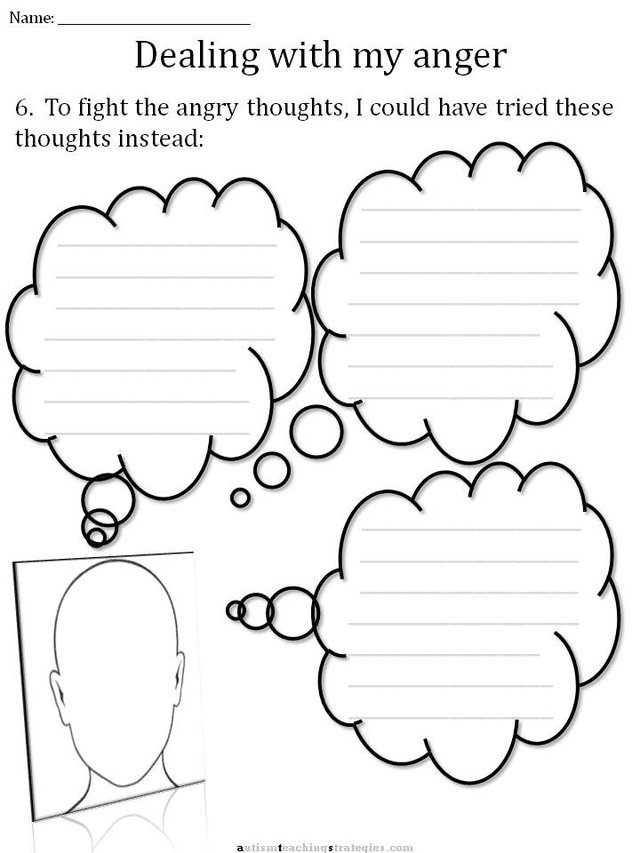 Name: ____________________
Dealing with my anger
6. To fight the angry thoughts, I could have tried these
thoughts instead:
autismteachingstrategies.com